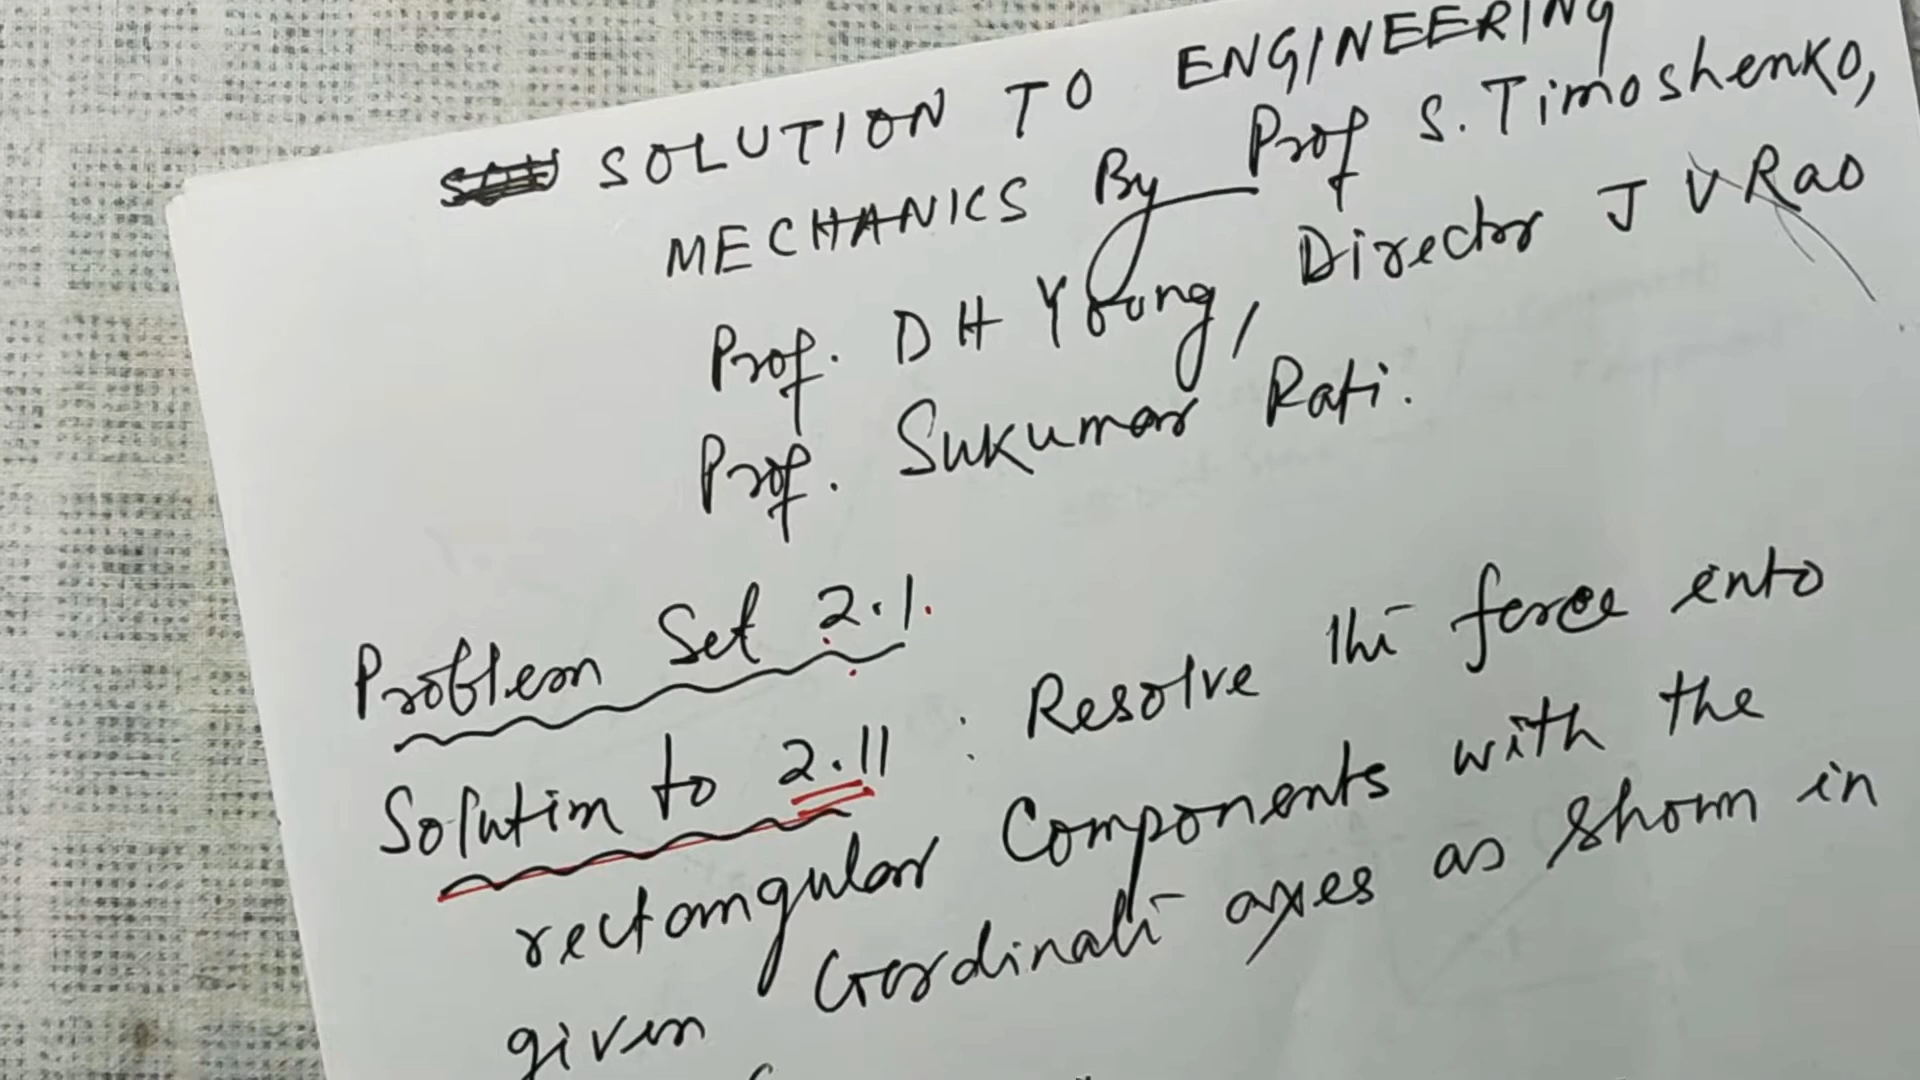 SOLUTION TO ENGINEERING
MECHANICS By Prof S. Timoshenko,
Prof. D H Young, Director J V Rao
Prof. Sukumar Pati.
Problem Set 2.1.
Solution to 2.11 : Resolve the force into
rectangular Components with the
given Coordinate axes as shown in